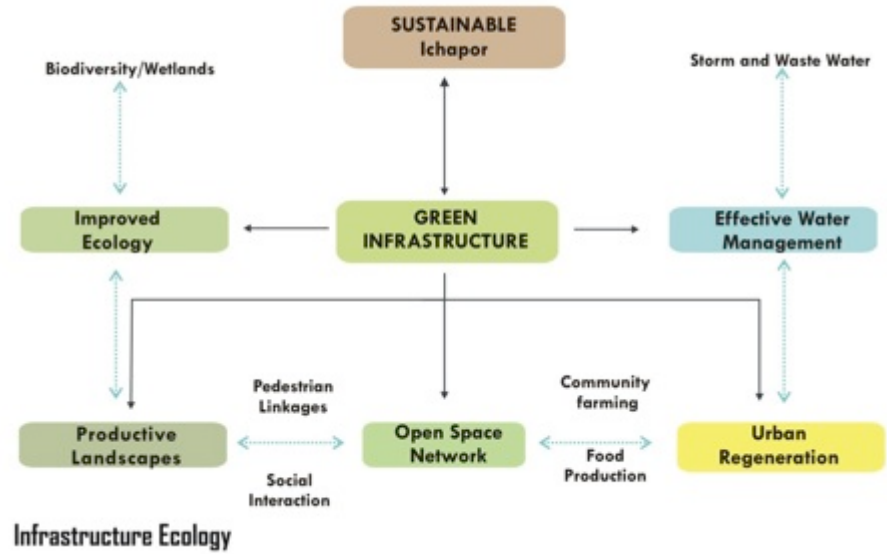 SUSTAINABLE
Ichapor
Biodiversity/Wetlands
Storm and Waste Water
Improved
Ecology
GREEN
INFRASTRUCTURE
Effective Water
Management
Pedestrian
Linkages
Community
farming
Productive
Landscapes
Open Space
Network
Urban
Regeneration
Social
Interaction
Food
Production
Infrastructure Ecology